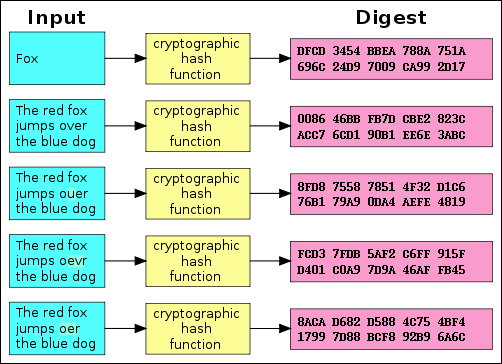 Input Digest
Fox
cryptographic
hash
function
DFCD 3454 BBEA 788A 751A
696C 24D9 7009 CA99 2D17
The red fox
jumps over
the blue dog
cryptographic
hash
function
0086 46BB FB7D CBE2 823C
ACC7 6CD1 90B1 EE6E 3ABC
The red fox
jumps ouer
the blue dog
cryptographic
hash
function
8FD8 7558 7851 4F32 D1C6
76B1 79A9 0DA4 AEFE 4819
The red fox
jumps oevr
the blue dog
cryptographic
hash
function
FCD3 7FDB 5AF2 C6FF 915F
D401 C0A9 7D9A 46AF FB45
The red fox
jumps oer
the blue dog
cryptographic
hash
function
8ACA D682 D588 4C75 4BF4
1799 7D88 BCF8 92B9 6A6C